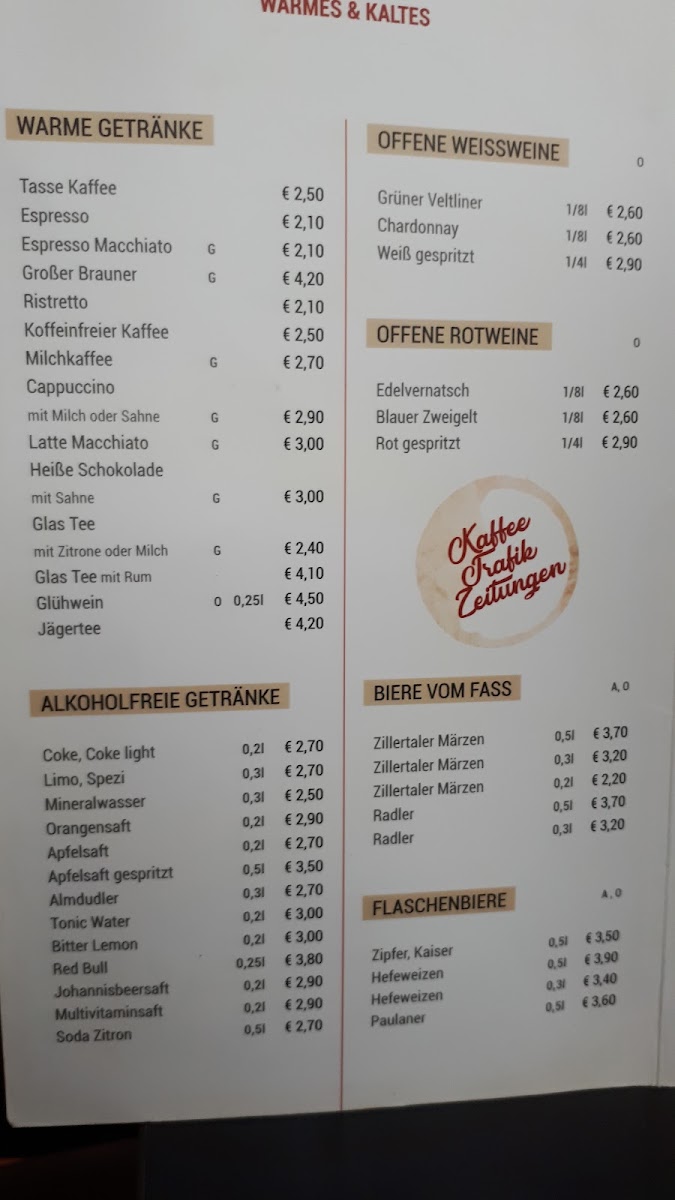 WARMES & KALTES
WARME GETRÄNKE
Tasse Kaffee € 2,50
Espresso € 2,10
Espresso Macchiato G € 2,10
Großer Brauner G € 4,20
Ristretto € 2,10
Koffeinfreier Kaffee € 2,50
Milchkaffee G € 2,70
Cappuccino
mit Milch oder Sahne G € 2,90
Latte Macchiato G € 3,00
Heiße Schokolade
mit Sahne G € 3,00
Glas Tee
mit Zitrone oder Milch G € 2,40
Glas Tee mit Rum € 4,10
Glühwein O 0,25l € 4,50
Jägertee € 4,20
ALKOHOLFREIE GETRÄNKE
Coke, Coke light 0,2l € 2,70
Limo, Spezi 0,3l € 2,70
Mineralwasser 0,3l € 2,50
Orangensaft 0,2l € 2,90
Apfelsaft 0,2l € 2,70
Apfelsaft gespritzt 0,5l € 3,50
Almdudler 0,3l € 2,70
Tonic Water 0,2l € 3,00
Bitter Lemon 0,2l € 3,00
Red Bull 0,25l € 3,80
Johannisbeersaft 0,2l € 2,90
Multivitaminsaft 0,2l € 2,90
Soda Zitron 0,5l € 2,70
OFFENE WEISSWEINE O
Grüner Veltliner 1/8l € 2,60
Chardonnay 1/8l € 2,60
Weiß gespritzt 1/4l € 2,90
OFFENE ROTWEINE O
Edelvernatsch 1/8l € 2,60
Blauer Zweigelt 1/8l € 2,60
Rot gespritzt 1/4l € 2,90
Kaffee
Trafik
Zeitungen
BIERE VOM FASS A, O
Zillertaler Märzen 0,5l € 3,70
Zillertaler Märzen 0,3l € 3,20
Zillertaler Märzen 0,2l € 2,20
Radler 0,5l € 3,70
Radler 0,3l € 3,20
FLASCHENBIERE A, O
Zipfer, Kaiser 0,5l € 3,50
Hefeweizen 0,5l € 3,90
Hefeweizen 0,3l € 3,40
Paulaner 0,5l € 3,60